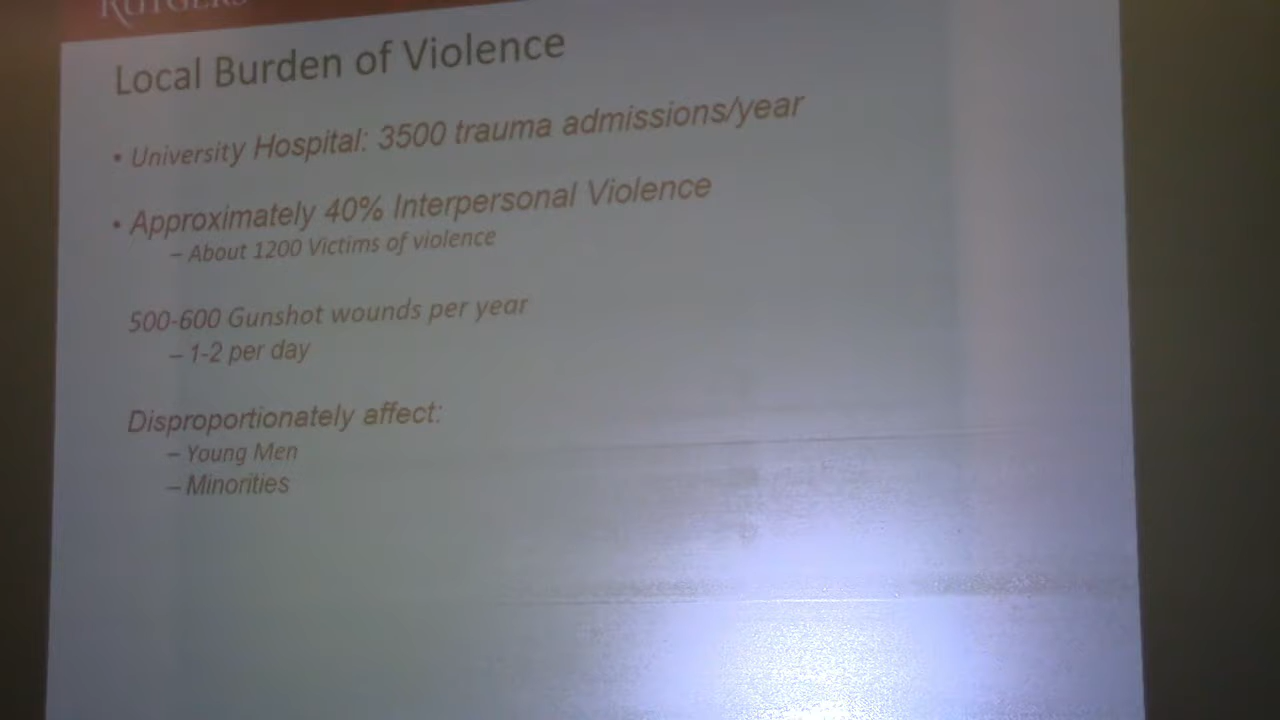 RUTGERS
Local Burden of Violence
• University Hospital: 3500 trauma admissions/year
• Approximately 40% Interpersonal Violence
– About 1200 Victims of violence
500-600 Gunshot wounds per year
– 1-2 per day
Disproportionately affect:
– Young Men
– Minorities